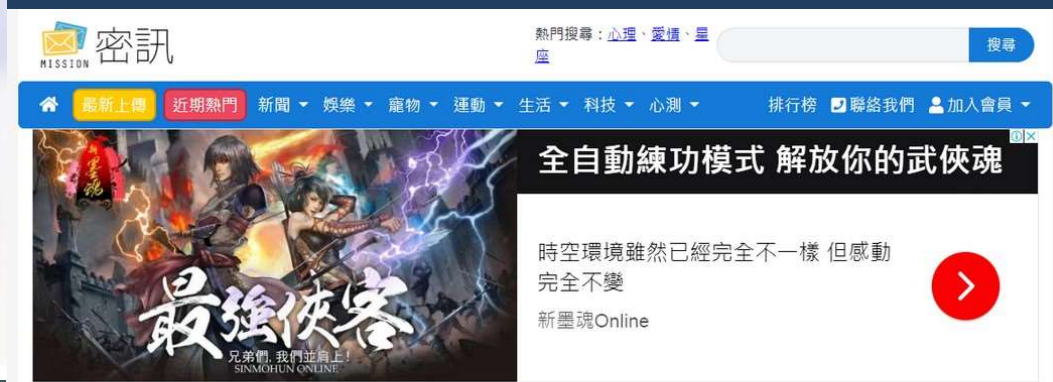 密訊
MISSION
熱門搜尋：心理、愛情、星
座
搜尋
最新上傳 近期熱門 新聞 娛樂 寵物 運動 生活 科技 心測 排行榜 聯絡我們 加入會員
新墨魂
最強俠客
兄弟們, 我們並肩上!
SINMOHUN ONLINE
全自動練功模式 解放你的武俠魂
時空環境雖然已經完全不一樣 但感動
完全不變
新墨魂Online